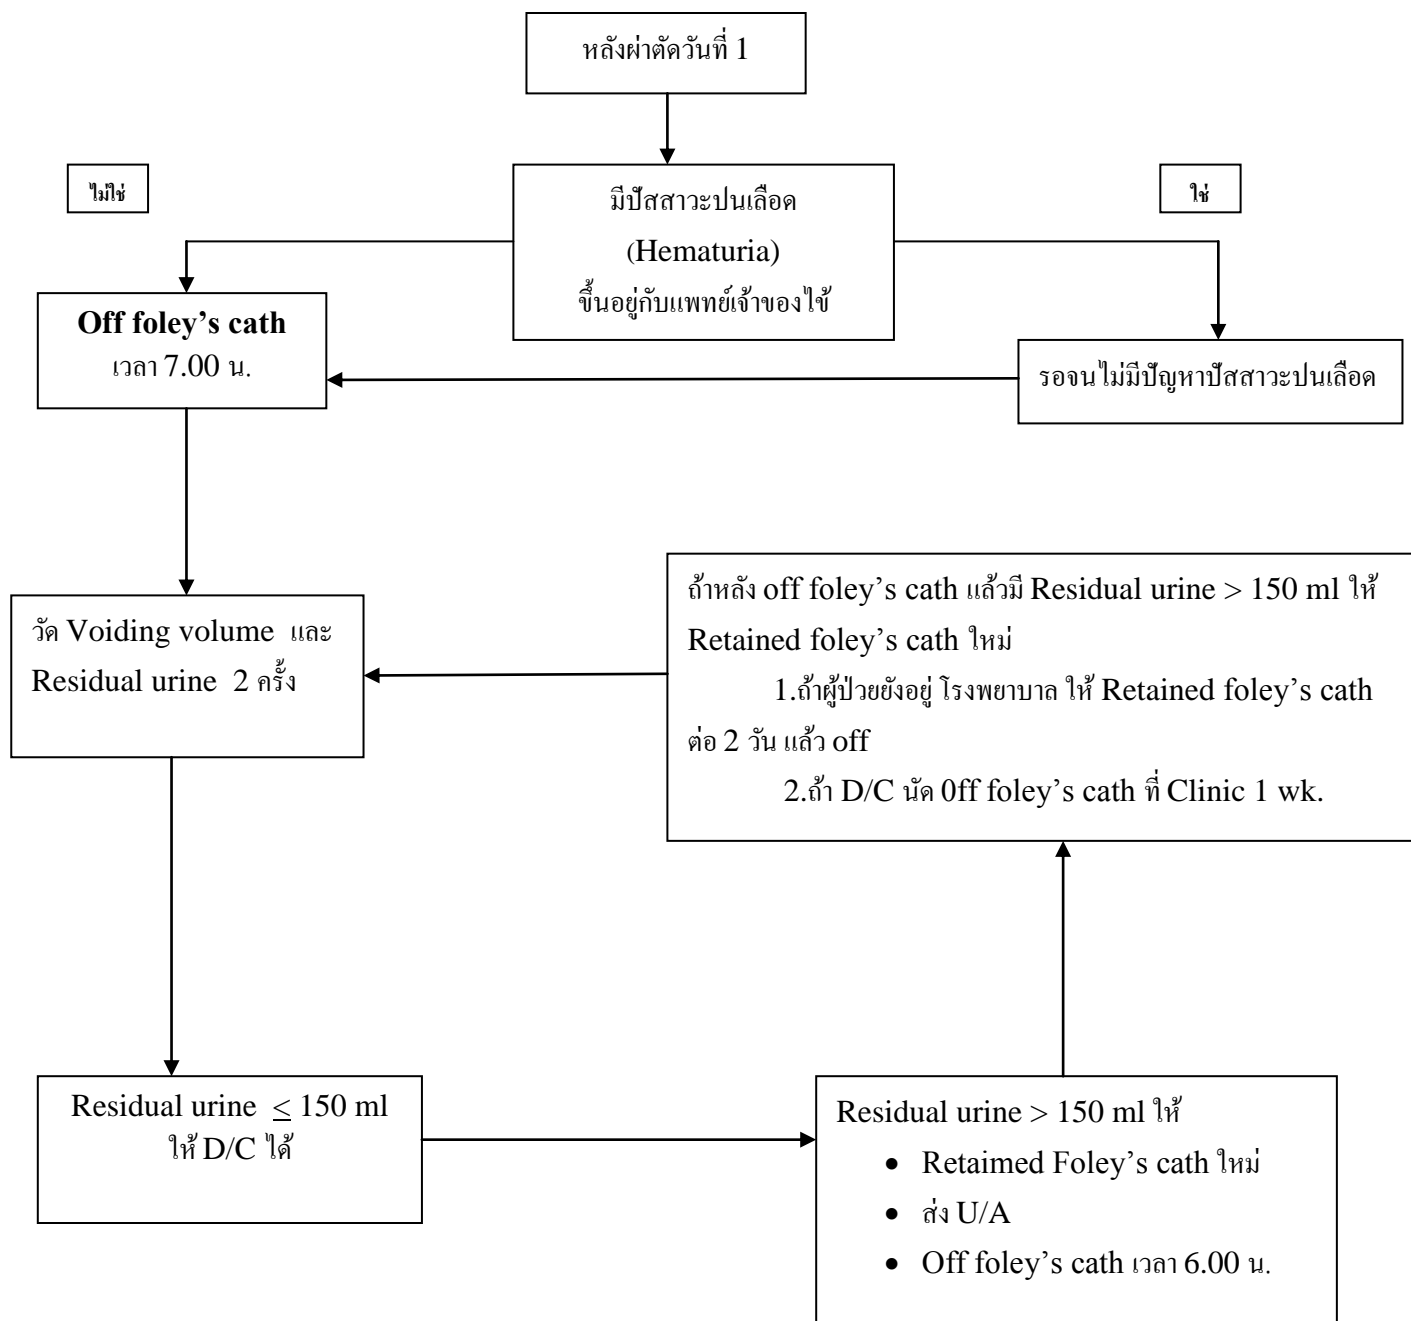 หลังผ่าตัดวันที่ 1
ไม่ใช่
มีปัสสาวะปนเลือด
(Hematuria)
ขึ้นอยู่กับแพทย์เจ้าของไข้
ใช่
Off foley's cath
เวลา 7.00 น.
รอจนไม่มีปัญหาปัสสาวะปนเลือด
วัด Voiding volume และ
Residual urine 2 ครั้ง
ถ้าหลัง off foley’s cath แล้วมี Residual urine > 150 ml ให้
Retained foley’s cath ใหม่
1.ถ้าผู้ป่วยยังอยู่ โรงพยาบาล ให้ Retained foley’s cath
ต่อ 2 วัน แล้ว off
2.ถ้า D/C นัด 0ff foley’s cath ที่ Clinic 1 wk.
Residual urine ≤ 150 ml
ให้ D/C ได้
Residual urine > 150 ml ให้
• Retaimed Foley’s cath ใหม่
• ส่ง U/A
• Off foley’s cath เวลา 6.00 น.